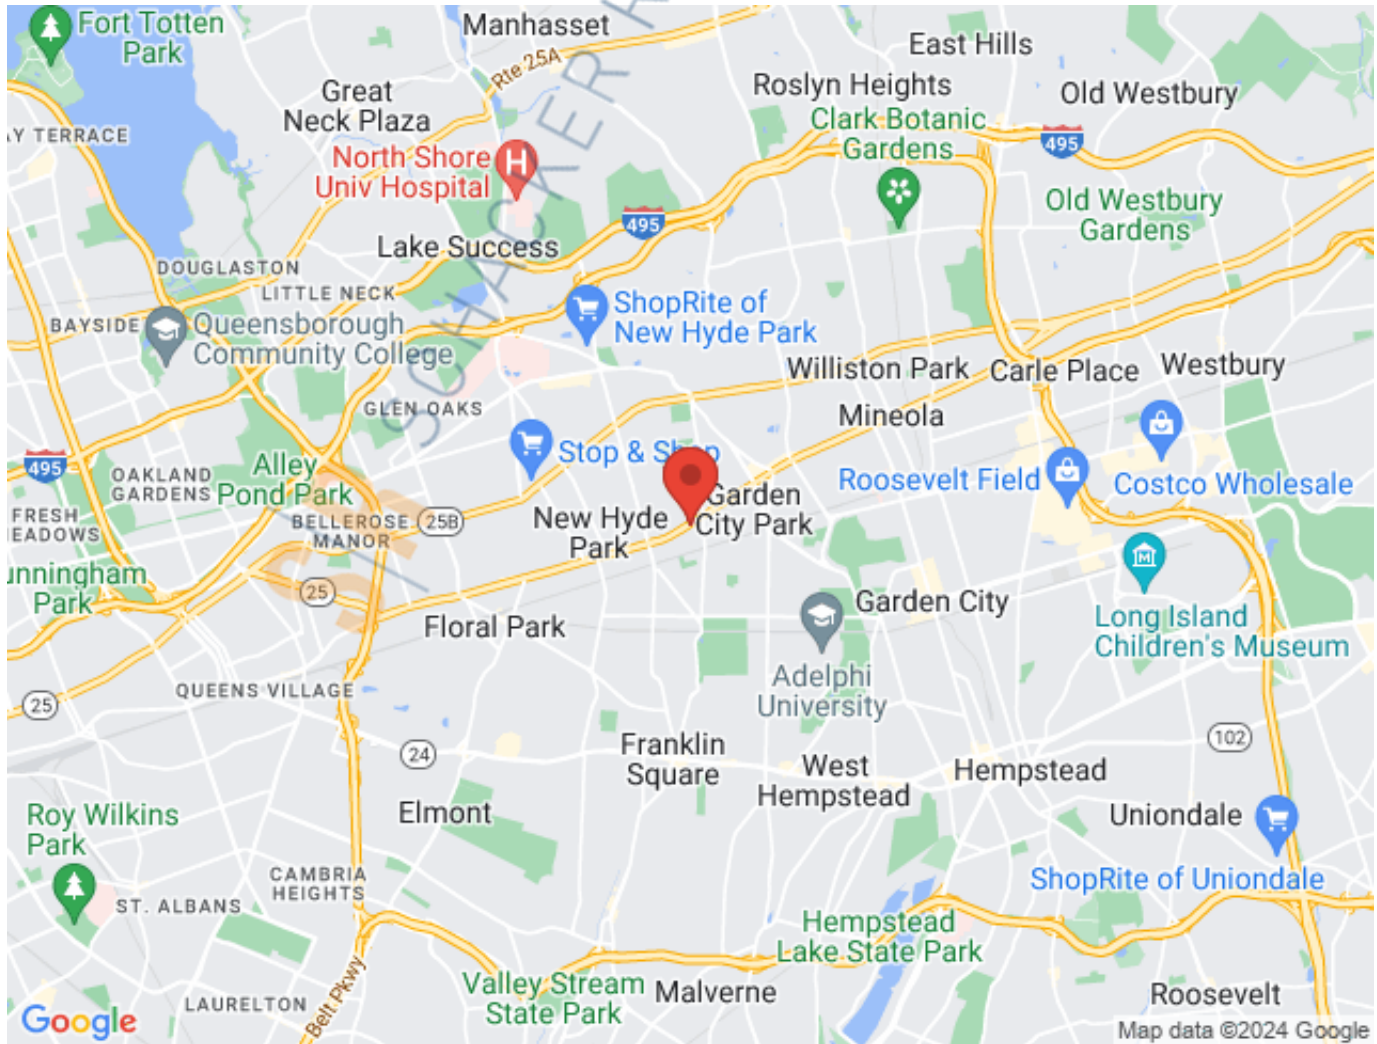 Fort Totten
Park
Manhasset
Rte 25A
East Hills
Great
Neck Plaza
Roslyn Heights
Old Westbury
AY TERRACE
Clark Botanic
Gardens
495
North Shore
Univ Hospital
H
Old Westbury
Gardens
495
Lake Success
DOUGLASTON
LITTLE NECK
BAYSIDE
Queensborough
Community College
ShopRite of
New Hyde Park
Williston Park
Carle Place
Westbury
GLEN OAKS
Mineola
SCHACKER R
Stop & Shop
495
OAKLAND
GARDENS
Alley
Pond Park
Roosevelt Field
Costco Wholesale
FRESH
MEADOWS
BELLEROSE
MANOR
25B
New Hyde
Park
Garden
City Park
unningham
Park
25
M
Floral Park
Garden City
Long Island
Children's Museum
25
QUEENS VILLAGE
Adelphi
University
24
Franklin
Square
West
Hempstead
Hempstead
102
Roy Wilkins
Park
Elmont
Uniondale
CAMBRIA
HEIGHTS
ST. ALBANS
ShopRite of Uniondale
Hempstead
Lake State Park
Belt Pkwy
LAURELTON
Valley Stream
State Park
Malverne
Roosevelt
Google
Map data ©2024 Google